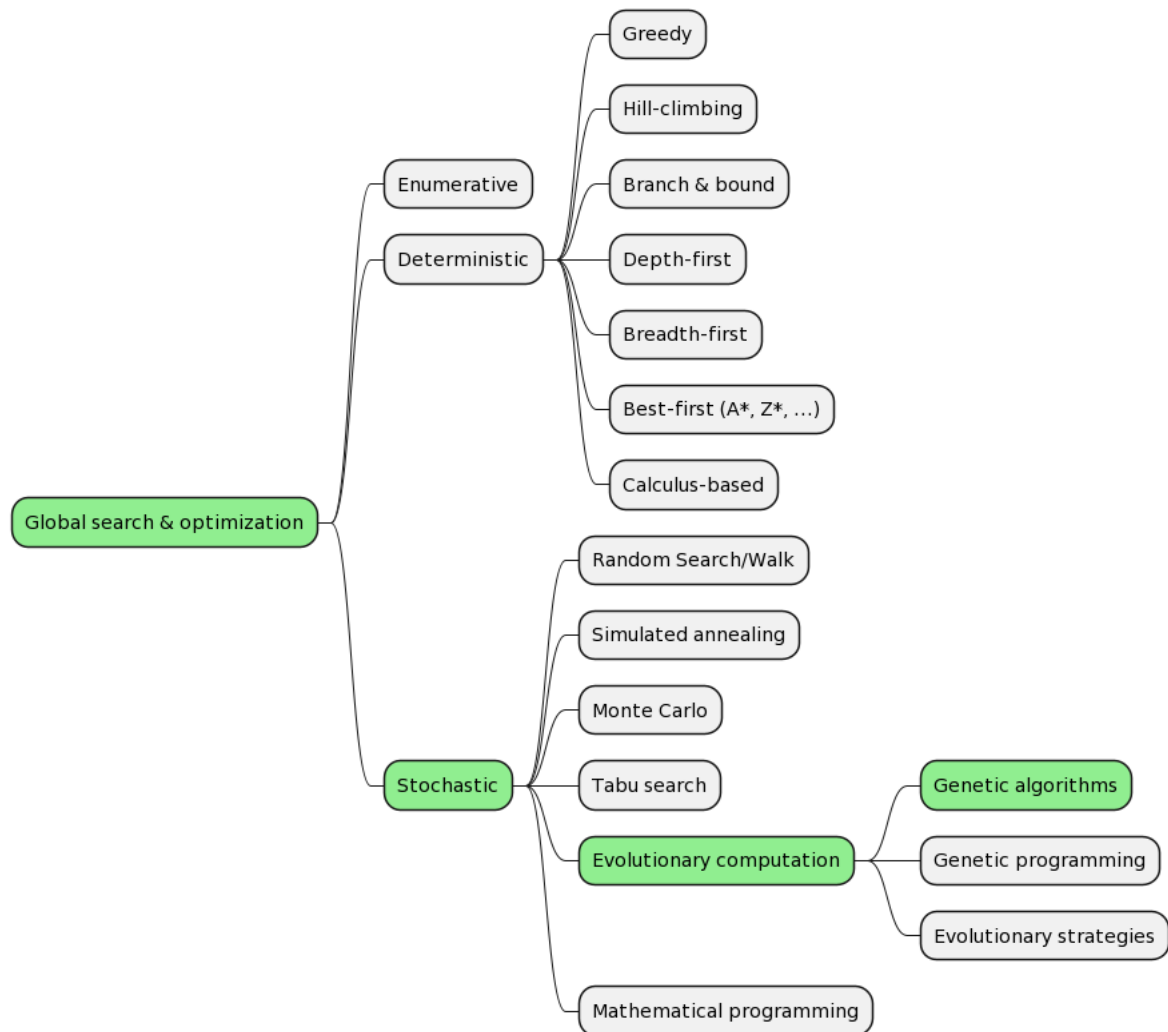 Global search & optimization
Enumerative
Deterministic
Greedy
Hill-climbing
Branch & bound
Depth-first
Breadth-first
Best-first (A*, Z*, ...)
Calculus-based
Stochastic
Random Search/Walk
Simulated annealing
Monte Carlo
Tabu search
Evolutionary computation
Genetic algorithms
Genetic programming
Evolutionary strategies
Mathematical programming